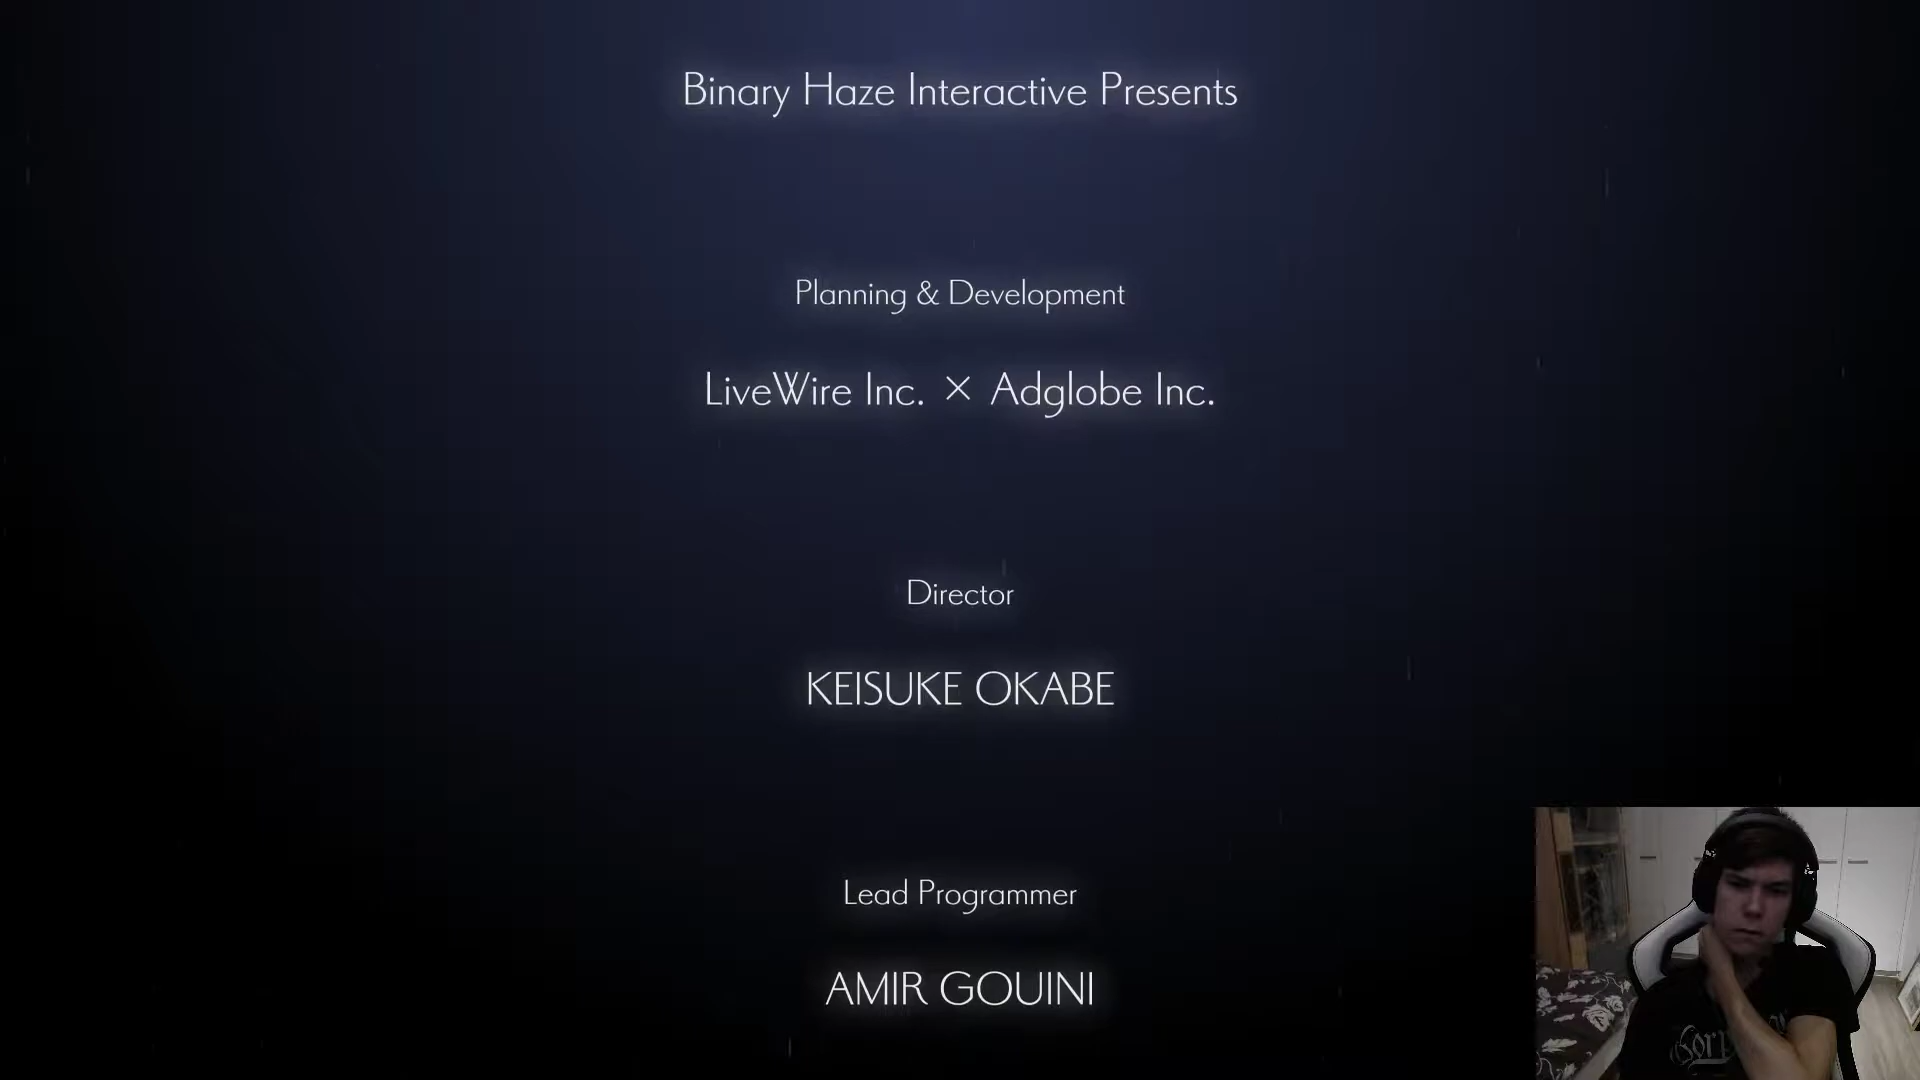 Binary Haze Interactive Presents
Planning & Development
LiveWire Inc. × Adglobe Inc.
Director
KEISUKE OKABE
Lead Programmer
AMIR GOUINI